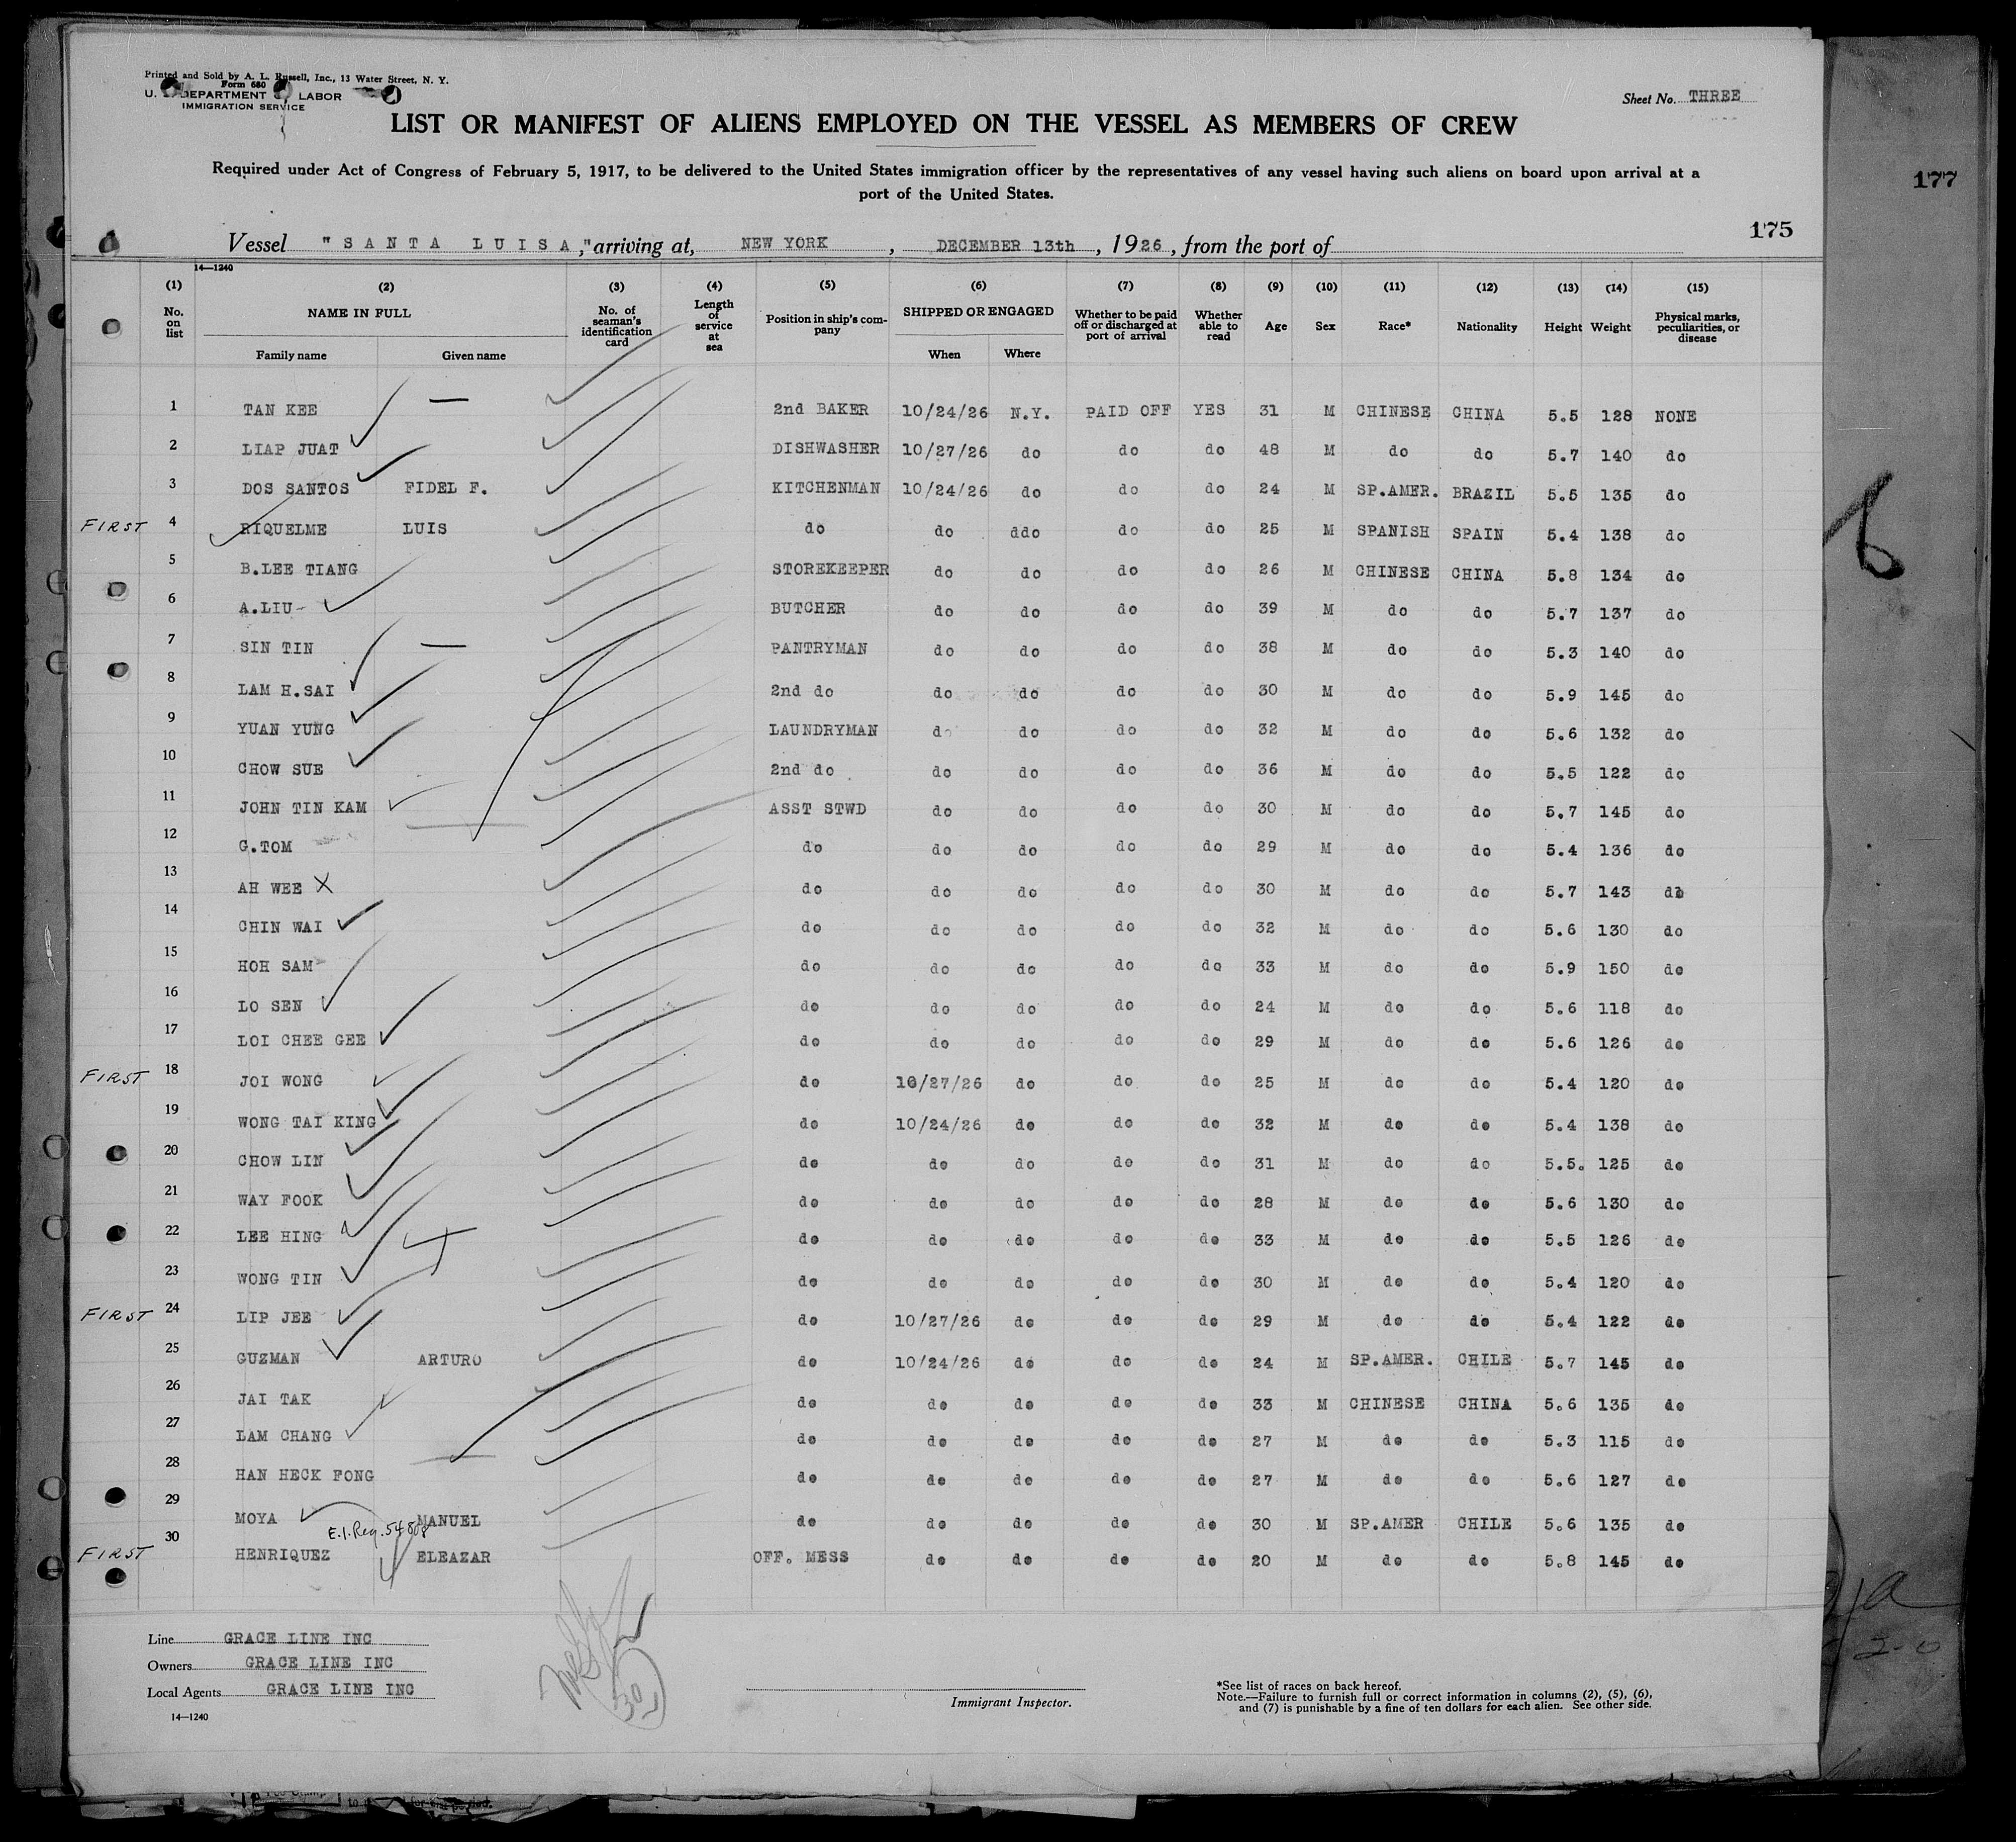 Printed and Sold by A. L. Russell, Inc., 13 Water Street, N. Y.
Form 680
U. DEPARTMENT LABOR
IMMIGRATION SERVICE
Sheet No. THREE
LIST OR MANIFEST OF ALIENS EMPLOYED ON THE VESSEL AS MEMBERS OF CREW
Required under Act of Congress of February 5, 1917, to be delivered to the United States immigration officer by the representatives of any vessel having such aliens on board upon arrival at a
port of the United States.
177
175
Vessel "SANTA LUISA," arriving at, NEW YORK, DECEMBER 13th, 1926, from the port of
14—1240
(1) (2) (3) (4) (5) (6) (7) (8) (9) (10) (11) (12) (13) (14) (15)
No. on list NAME IN FULL Family name Given name No. of seaman's identification card Length of service at sea Position in ship's company SHIPPED OR ENGAGED When Where Whether to be paid off or discharged at port of arrival Whether able to read Age Sex Race* Nationality Height Weight Physical marks, peculiarities, or disease
1 TAN KEE — 2nd BAKER 10/24/26 N.Y. PAID OFF YES 31 M CHINESE CHINA 5.5 128 NONE
2 LIAP JUAT DISHWASHER 10/27/26 do do do 48 M do do 5.7 140 do
3 DOS SANTOS FIDEL F. KITCHENMAN 10/24/26 do do do 24 M SP.AMER. BRAZIL 5.5 135 do
FIRST 4 RIQUELME LUIS do do ddo do do 25 M SPANISH SPAIN 5.4 138 do
5 B.LEE TIANG STOREKEEPER do do do do 26 M CHINESE CHINA 5.8 134 do
6 A.LIU BUTCHER do do do do 39 M do do 5.7 137 do
7 SIN TIN — PANTRYMAN do do do do 38 M do do 5.3 140 do
8 LAM H.SAI 2nd do do do do do 30 M do do 5.9 145 do
9 YUAN YUNG LAUNDRYMAN do do do do 32 M do do 5.6 132 do
10 CHOW SUE 2nd do do do do do 36 M do do 5.5 122 do
11 JOHN TIN KAM ASST STWD do do do do 30 M do do 5.7 145 do
12 G.TOM do do do do do 29 M do do 5.4 136 do
13 AH WEE X do do do do do 30 M do do 5.7 143 do
14 CHIN WAI do do do do do 32 M do do 5.6 130 do
15 HOH SAM do do do do do 33 M do do 5.9 150 do
16 LO SEN do do do do do 24 M do do 5.6 118 do
17 LOI CHEE GEE do do do do do 29 M do do 5.6 126 do
FIRST 18 JOI WONG do 10/27/26 do do do 25 M do do 5.4 120 do
19 WONG TAI KING do 10/24/26 do do do 32 M do do 5.4 138 do
20 CHOW LIN do do do do do 31 M do do 5.5. 125 do
21 WAY FOOK do do do do do 28 M do do 5.6 130 do
22 LEE HING do do do do do 33 M do do 5.5 126 do
23 WONG TIN do do do do do 30 M do do 5.4 120 do
FIRST 24 LIP JEE do 10/27/26 do do do 29 M do do 5.4 122 do
25 GUZMAN ARTURO do 10/24/26 do do do 24 M SP.AMER. CHILE 5.7 145 do
26 JAI TAK do do do do do 33 M CHINESE CHINA 5.6 135 do
27 LAM CHANG do do do do do 27 M do do 5.3 115 do
28 HAN HECK FONG do do do do do 27 M do do 5.6 127 do
29 MOYA MANUEL do do do do do 30 M SP.AMER CHILE 5.6 135 do
E.I.Reg. 54808
FIRST 30 HENRIQUEZ ELEAZAR OFF. MESS do do do do 20 M do do 5.8 145 do
Line GRACE LINE INC
Owners GRACE LINE INC
Local Agents GRACE LINE INC
14—1240
30
Immigrant Inspector.
*See list of races on back hereof.
Note.—Failure to furnish full or correct information in columns (2), (5), (6),
and (7) is punishable by a fine of ten dollars for each alien. See other side.